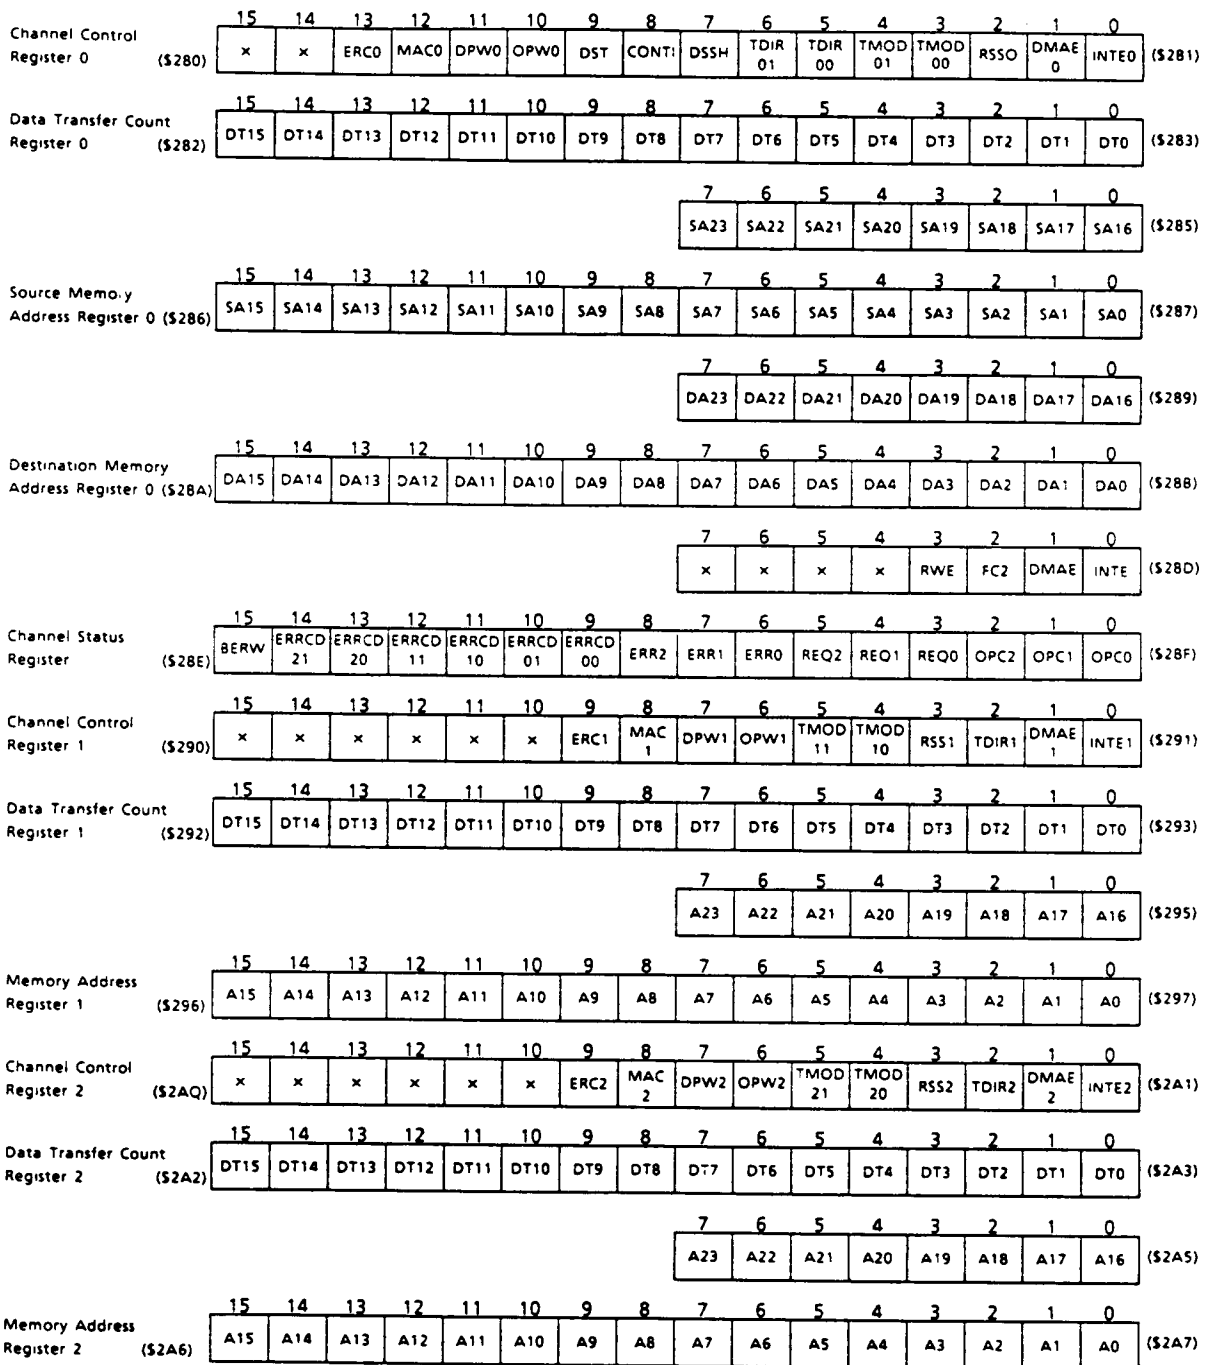 15 14 13 12 11 10 9 8 7 6 5 4 3 2 1 0
Channel Control
Register 0 ($280) × × ERC0 MAC0 DPW0 OPW0 DST CONTI DSSH TDIR 01 TDIR 00 TMOD 01 TMOD 00 RSSO DMAE 0 INTE0 ($281)
15 14 13 12 11 10 9 8 7 6 5 4 3 2 1 0
Data Transfer Count
Register 0 ($282) DT15 DT14 DT13 DT12 DT11 DT10 DT9 DT8 DT7 DT6 DT5 DT4 DT3 DT2 DT1 DT0 ($283)
7 6 5 4 3 2 1 0
SA23 SA22 SA21 SA20 SA19 SA18 SA17 SA16 ($285)
15 14 13 12 11 10 9 8 7 6 5 4 3 2 1 0
Source Memory
Address Register 0 ($286) SA15 SA14 SA13 SA12 SA11 SA10 SA9 SA8 SA7 SA6 SA5 SA4 SA3 SA2 SA1 SA0 ($287)
7 6 5 4 3 2 1 0
DA23 DA22 DA21 DA20 DA19 DA18 DA17 DA16 ($289)
15 14 13 12 11 10 9 8 7 6 5 4 3 2 1 0
Destination Memory
Address Register 0 ($28A) DA15 DA14 DA13 DA12 DA11 DA10 DA9 DA8 DA7 DA6 DA5 DA4 DA3 DA2 DA1 DA0 ($28B)
7 6 5 4 3 2 1 0
× × × × RWE FC2 DMAE INTE ($28D)
15 14 13 12 11 10 9 8 7 6 5 4 3 2 1 0
Channel Status
Register ($28E) BERW ERRCD 21 ERRCD 20 ERRCD 11 ERRCD 10 ERRCD 01 ERRCD 00 ERR2 ERR1 ERR0 REQ2 REQ1 REQ0 OPC2 OPC1 OPC0 ($28F)
15 14 13 12 11 10 9 8 7 6 5 4 3 2 1 0
Channel Control
Register 1 ($290) × × × × × × ERC1 MAC 1 DPW1 OPW1 TMOD 11 TMOD 10 RSS1 TDIR1 DMAE 1 INTE1 ($291)
15 14 13 12 11 10 9 8 7 6 5 4 3 2 1 0
Data Transfer Count
Register 1 ($292) DT15 DT14 DT13 DT12 DT11 DT10 DT9 DT8 DT7 DT6 DT5 DT4 DT3 DT2 DT1 DT0 ($293)
7 6 5 4 3 2 1 0
A23 A22 A21 A20 A19 A18 A17 A16 ($295)
15 14 13 12 11 10 9 8 7 6 5 4 3 2 1 0
Memory Address
Register 1 ($296) A15 A14 A13 A12 A11 A10 A9 A8 A7 A6 A5 A4 A3 A2 A1 A0 ($297)
15 14 13 12 11 10 9 8 7 6 5 4 3 2 1 0
Channel Control
Register 2 ($2AQ) × × × × × × ERC2 MAC 2 DPW2 OPW2 TMOD 21 TMOD 20 RSS2 TDIR2 DMAE 2 INTE2 ($2A1)
15 14 13 12 11 10 9 8 7 6 5 4 3 2 1 0
Data Transfer Count
Register 2 ($2A2) DT15 DT14 DT13 DT12 DT11 DT10 DT9 DT8 DT7 DT6 DT5 DT4 DT3 DT2 DT1 DT0 ($2A3)
7 6 5 4 3 2 1 0
A23 A22 A21 A20 A19 A18 A17 A16 ($2A5)
15 14 13 12 11 10 9 8 7 6 5 4 3 2 1 0
Memory Address
Register 2 ($2A6) A15 A14 A13 A12 A11 A10 A9 A8 A7 A6 A5 A4 A3 A2 A1 A0 ($2A7)